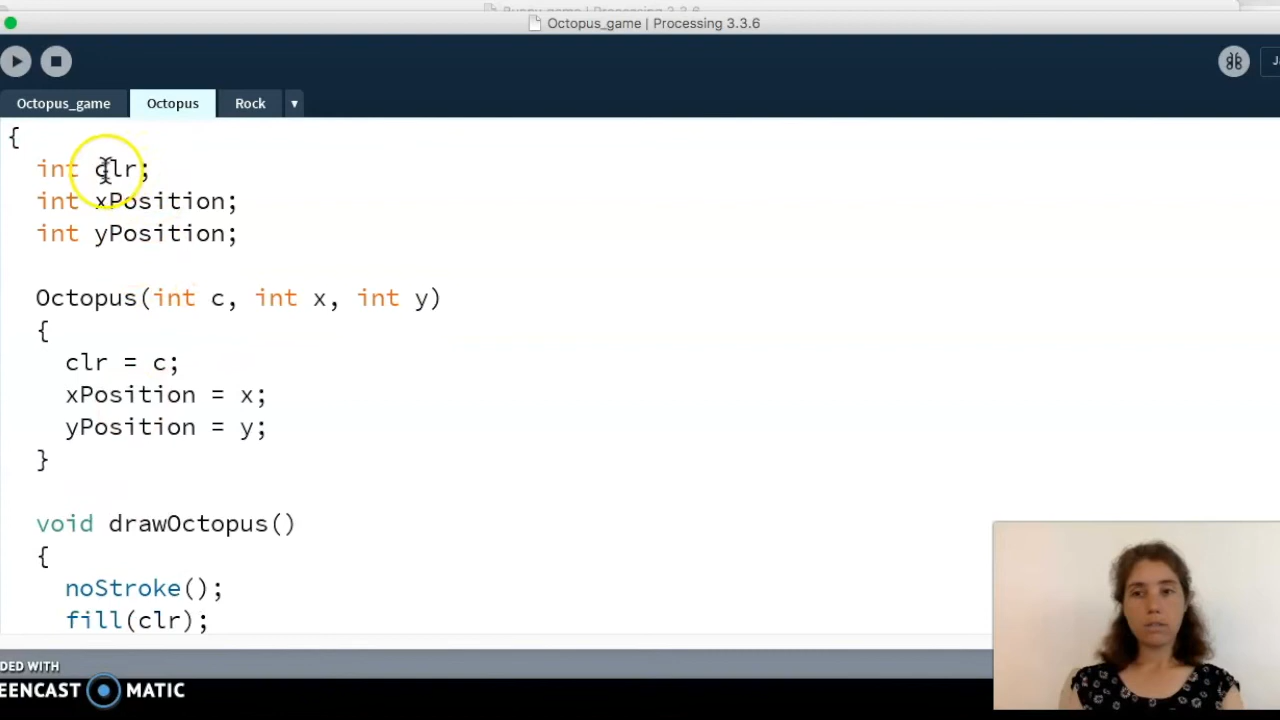 Octopus_game | Processing 3.3.6
Octopus_game Octopus Rock
{
int clr;
int xPosition;
int yPosition;
Octopus(int c, int x, int y)
{
clr = c;
xPosition = x;
yPosition = y;
}
void drawOctopus()
{
noStroke();
fill(clr);
DED WITH
EENCAST MATIC